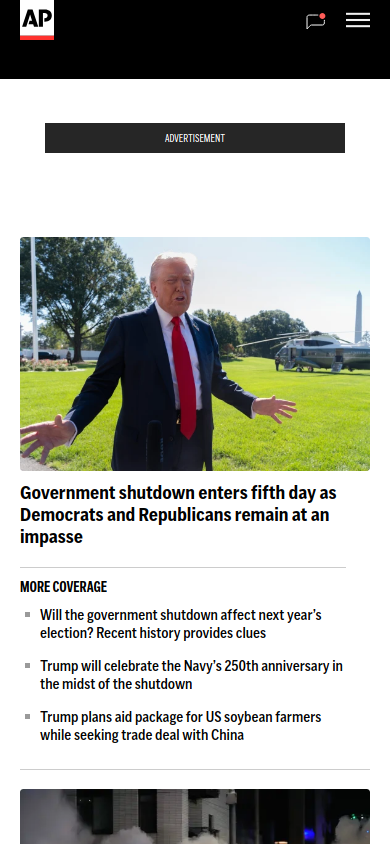 AP
ADVERTISEMENT
Government shutdown enters fifth day as
Democrats and Republicans remain at an
impasse
MORE COVERAGE
Will the government shutdown affect next year's
election? Recent history provides clues
Trump will celebrate the Navy's 250th anniversary in
the midst of the shutdown
Trump plans aid package for US soybean farmers
while seeking trade deal with China